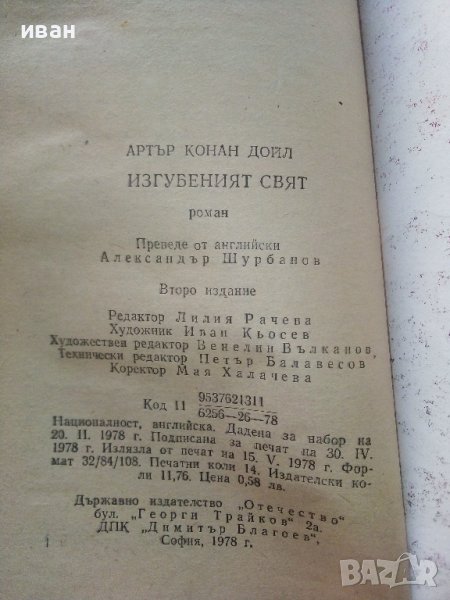 иван
АРТЪР КОНАН ДОЙЛ
ИЗГУБЕНИЯТ СВЯТ
роман
Преведе от английски
Александър Шурбанов
Второ издание
Редактор Лилия Рачева
Художник Иван Кьосев
Художествен редактор Венелин Вълканов
Технически редактор Петър Балавесов
Коректор Мая Халачева
Код 11 9537621311
6256—26—78
Националност, английска. Дадена за набор на
20. II. 1978 г. Подписана за печат на 30. IV.
1978 г. Излязла от печат на 15. V. 1978 г. Фор-
мат 32/84/108. Печатни коли 14. Издателски ко-
ли 11,76. Цена 0,58 лв.
Държавно издателство „Отечество“
бул. „Георги Трайков“ 2а.
ДПК „Димитър Благоев“,
София, 1978 г.
BAZAR.bg